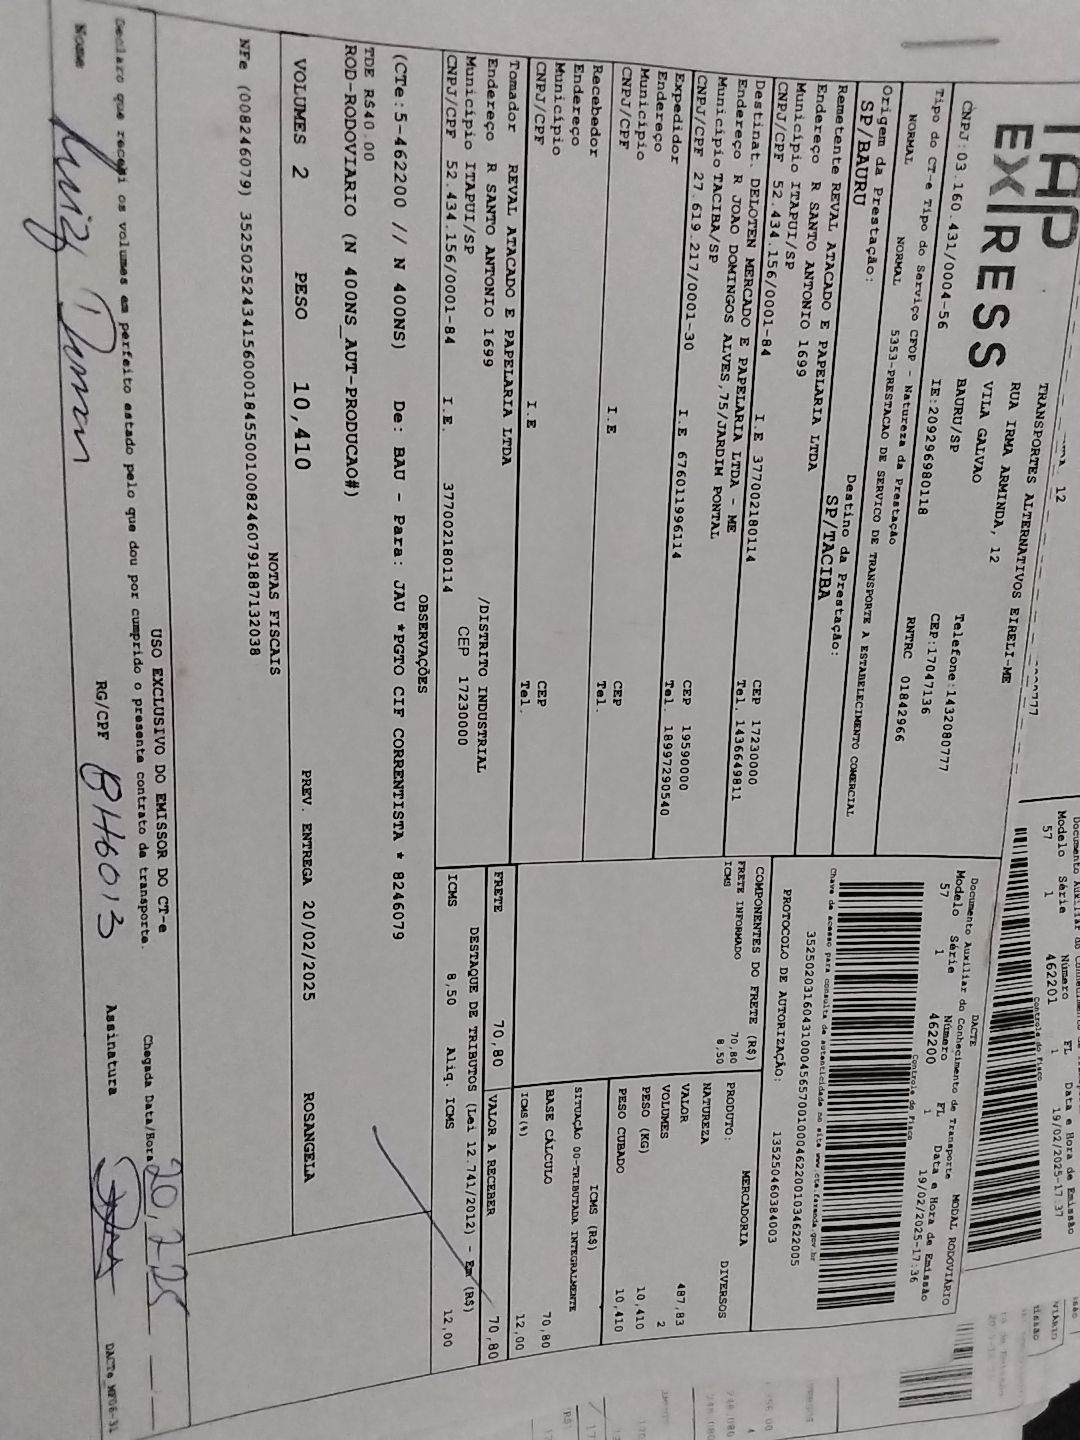 TAP
EXPRESS
TRANSPORTES ALTERNATIVOS EIRELI-ME
RUA IRMA ARMINDA, 12
VILA GALVAO
BAURU/SP
Telefone:1432080777
CNPJ:03.160.431/0004-56
IE:209296980118
CEP:17047136
Tipo do CT-e Tipo do Serviço CFOP - Natureza da Prestação
RNTRC 01842966
NORMAL NORMAL 5353-PRESTACAO DE SERVICO DE TRANSPORTE A ESTABELECIMENTO COMERCIAL
Origem da Prestação:
SP/BAURU
Destino da Prestação:
SP/TACIBA
Remetente REVAL ATACADO E PAPELARIA LTDA
Endereço R SANTO ANTONIO 1699
Município ITAPUI/SP CEP 17230000
CNPJ/CPF 52.434.156/0001-84 I.E 377002180114 Tel. 1436649811
Destinat. DELOTEN MERCADO E PAPELARIA LTDA - ME
Endereço R JOAO DOMINGOS ALVES,75/JARDIM PONTAL
Município TACIBA/SP CEP 19590000
CNPJ/CPF 27.619.217/0001-30 I.E 676011996114 Tel. 18997290540
Expedidor
Endereço
Município CEP
CNPJ/CPF I.E Tel.
Recebedor
Endereço
Município CEP
CNPJ/CPF I.E Tel.
Tomador REVAL ATACADO E PAPELARIA LTDA
Endereço R SANTO ANTONIO 1699 /DISTRITO INDUSTRIAL
Município ITAPUI/SP CEP 17230000
CNPJ/CPF 52.434.156/0001-84 I.E. 377002180114
DACTE
MODAL RODOVIÁRIO
Documento Auxiliar do Conhecimento de Transporte
Modelo Série Número FL Data e Hora de Emissão
57 1 462200 1 19/02/2025-17:36
Controle do Fisco
Chave de acesso para consulta de autenticidade no site www.cte.fazenda.gov.br
PROTOCOLO DE AUTORIZAÇÃO: 135250460384003
COMPONENTES DO FRETE (R$)
FRETE INFORMADO 70,80
ICMS 8,50
PRODUTO: MERCADORIA
NATUREZA DIVERSOS
VALOR 487,83
VOLUMES 2
PESO (KG) 10,410
PESO CUBADO 10,410
ICMS (R$)
SITUAÇÃO 00-TRIBUTADA INTEGRALMENTE
BASE CÁLCULO 70,80
ICMS(%) 12,00
FRETE 70,80 VALOR A RECEBER 70,80
DESTAQUE DE TRIBUTOS (Lei 12.741/2012) - Em (R$)
ICMS 8,50 Aliq. ICMS 12,00
OBSERVAÇÕES
(CTe:5-462200 // N 400NS) De: BAU - Para: JAU *PGTO CIF CORRENTISTA * 8246079
TDE R$40.00
ROD-RODOVIARIO (N 400NS_AUT-PRODUCAO#)
VOLUMES 2 PESO 10,410 PREV. ENTREGA 20/02/2025 ROSANGELA
NOTAS FISCAIS
NFe (008246079) 35250252434156000184550010082460791887132038
USO EXCLUSIVO DO EMISSOR DO CT-e
Declaro que recebi os volumes em perfeito estado pelo que dou por cumprido o presente contrato de transporte.
Chegada Data/Hora 20,2,25
Nome RG/CPF Assinatura
DACTe_MF06-3L
Modelo Série Número FL Data e Hora de Emissão
57 1 462201 1 19/02/2025-17:37
Controle do Fisco